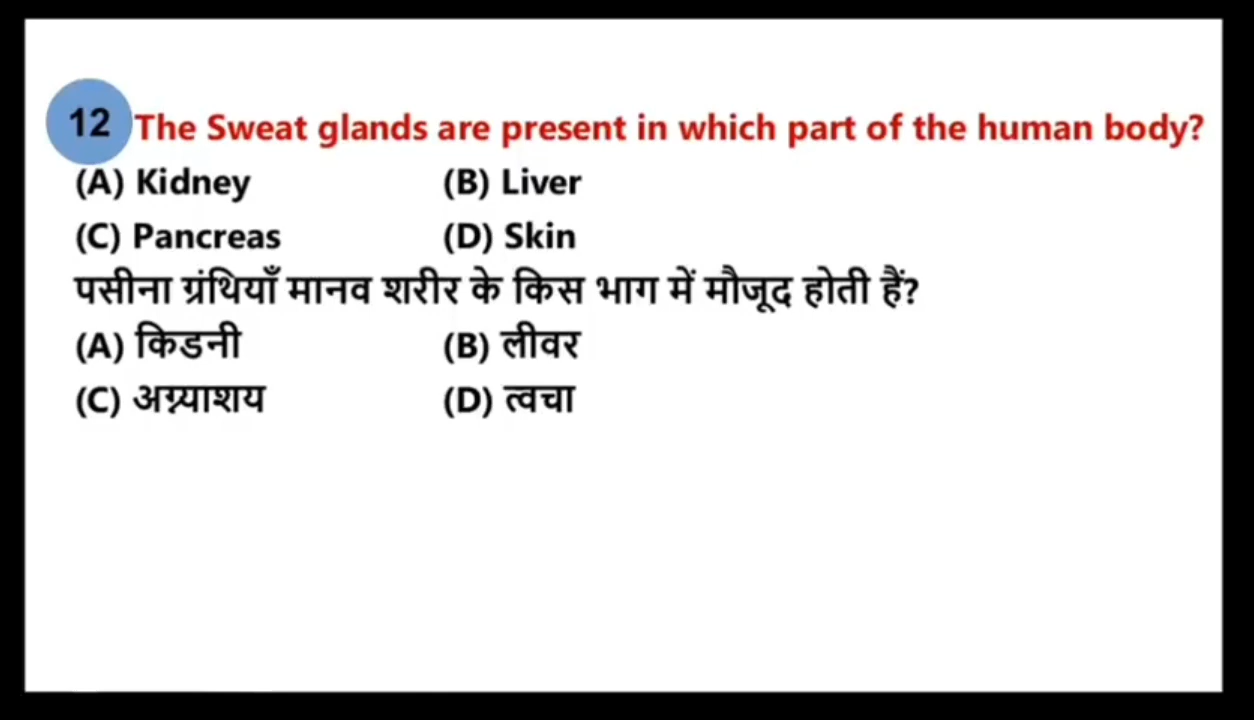 12 The Sweat glands are present in which part of the human body?
(A) Kidney (B) Liver
(C) Pancreas (D) Skin
पसीना ग्रंथियाँ मानव शरीर के किस भाग में मौजूद होती हैं?
(A) किडनी (B) लीवर
(C) अग्न्याशय (D) त्वचा